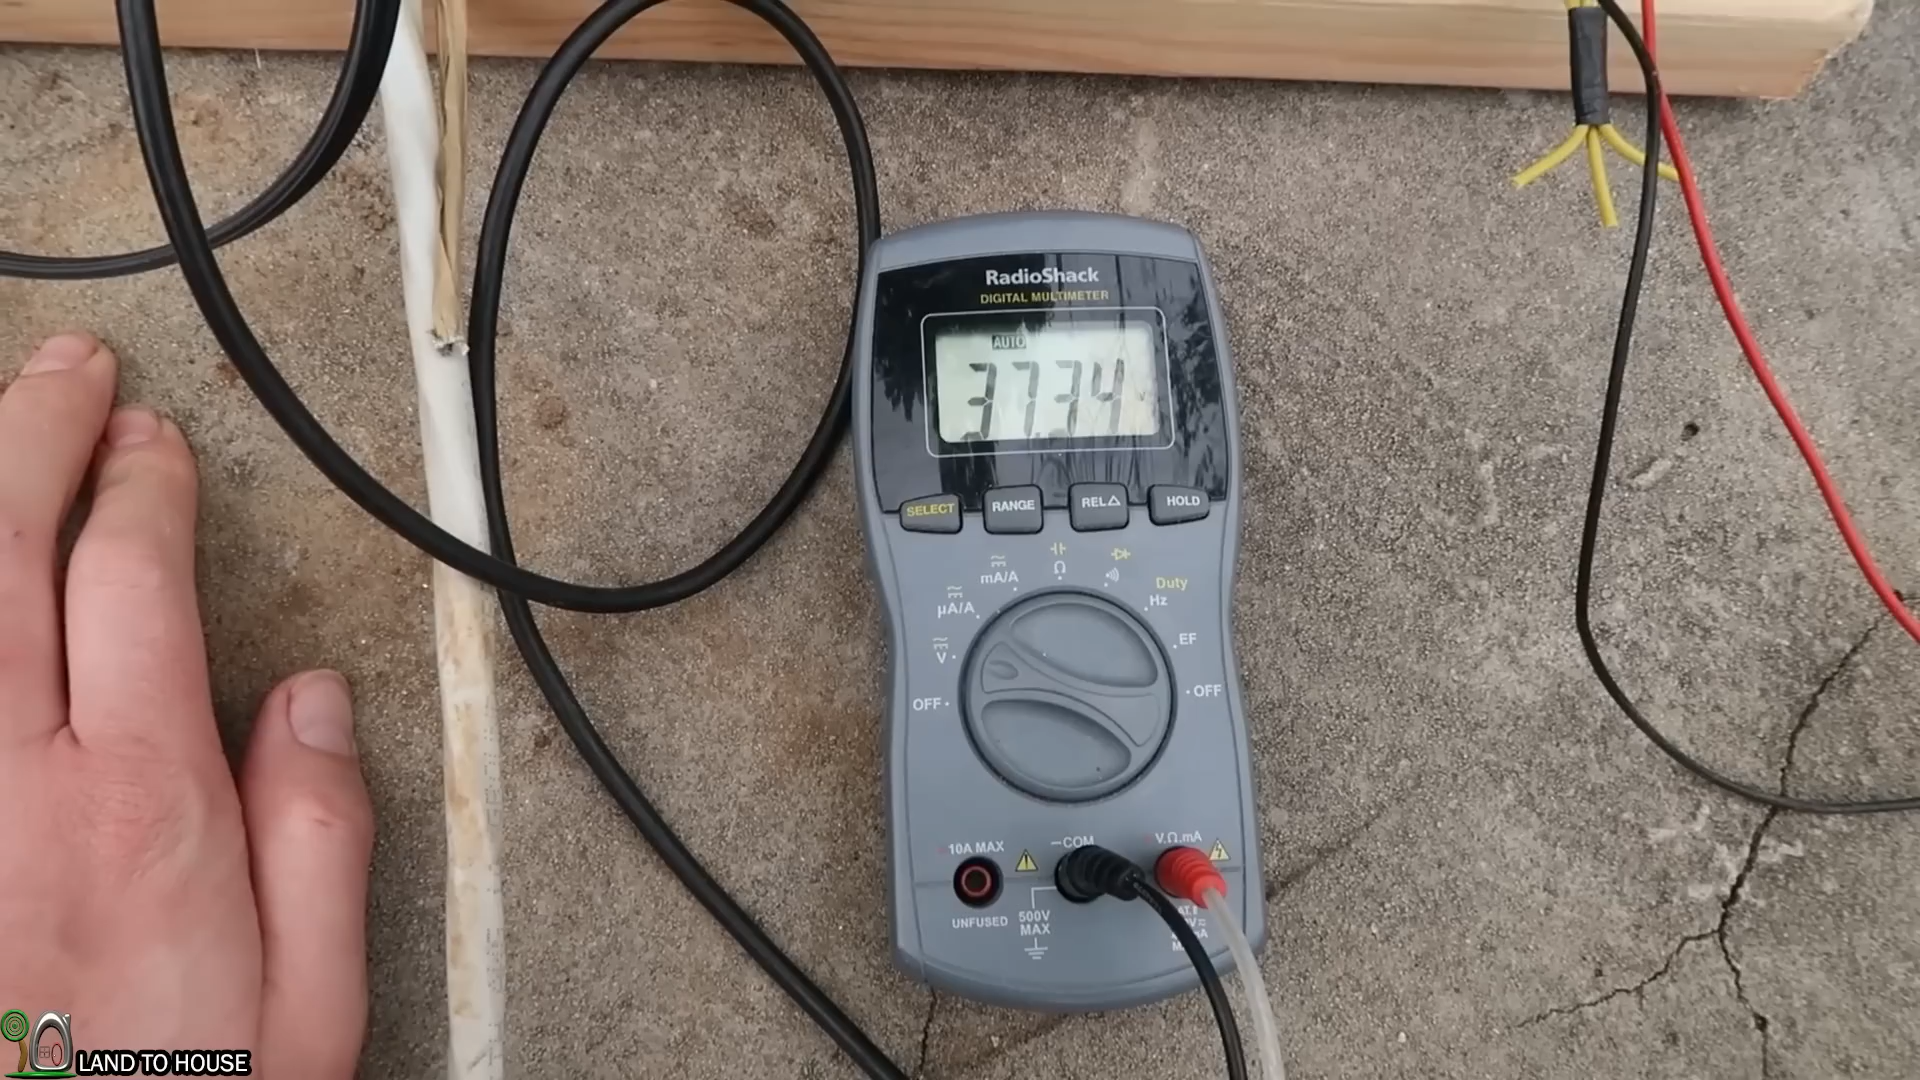 RadioShack
DIGITAL MULTIMETER
AUTO
37.34
SELECT
RANGE
REL△
HOLD
mA/A
Ω
Duty
Hz
µA/A
V
EF
OFF
OFF
10A MAX
—COM
V.Ω.mA
UNFUSED
500V
MAX
LAND TO HOUSE